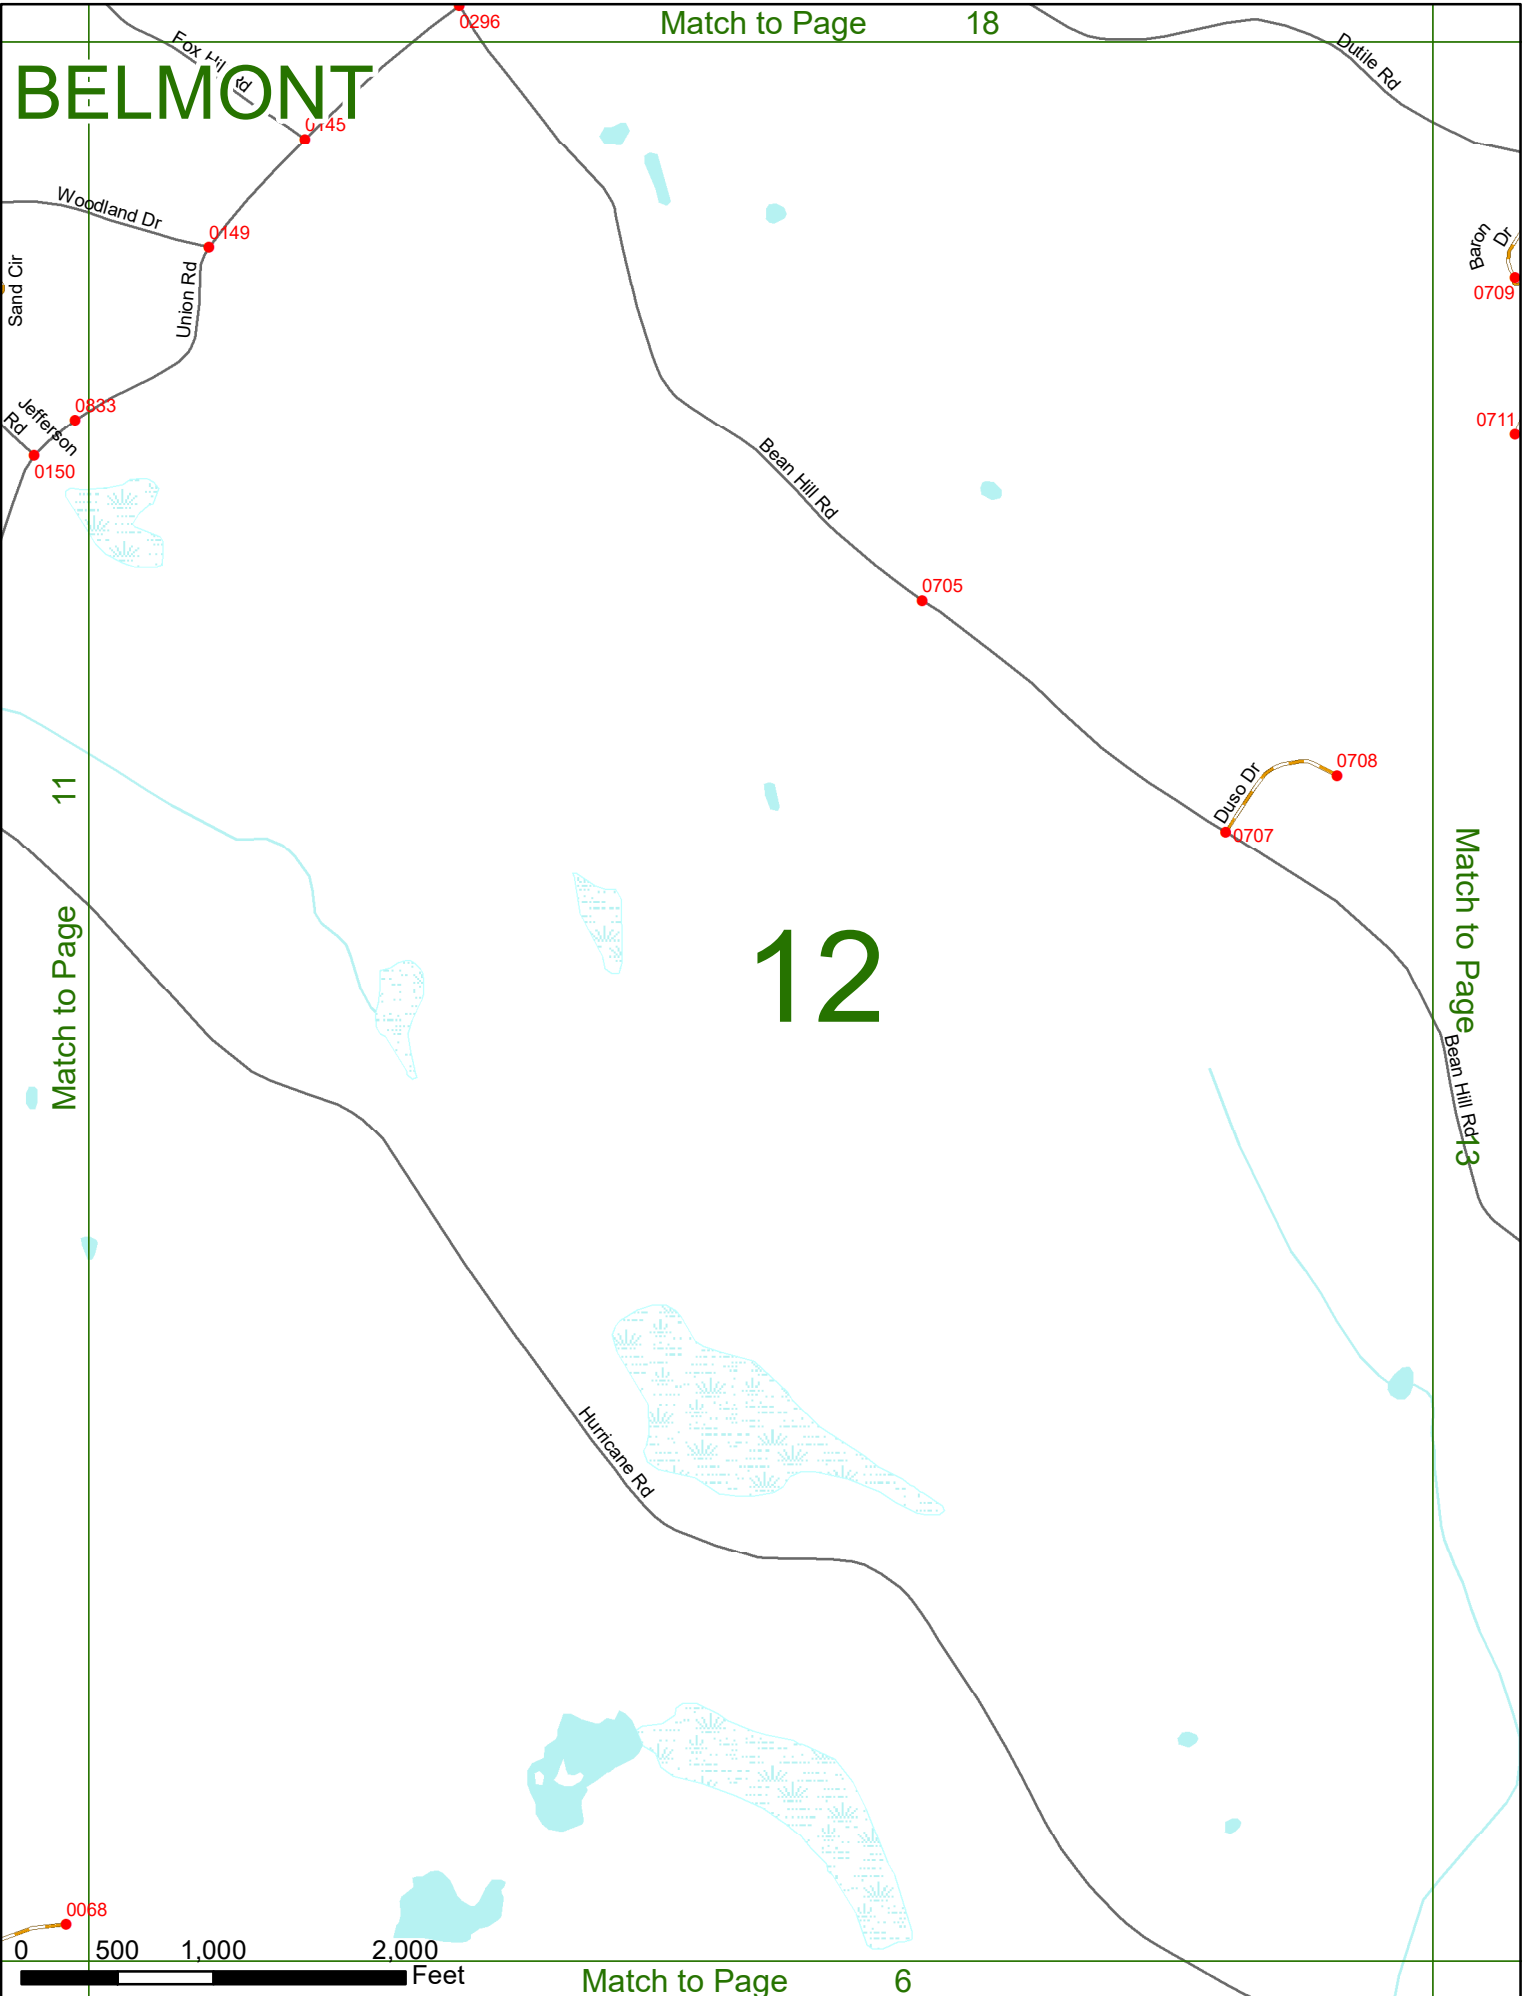 0296
Match to Page 18
Dutile Rd
Fox Hill Rd
BELMONT
0145
Woodland Dr
0149
Baron
Dr
Sand Cir
Union Rd
0709
0833
Jefferson
Rd
0711
0150
Bean Hill Rd
0705
0708
Duso Dr
0707
Match to Page 11
Match to Page 13
12
Bean Hill Rd
Hurricane Rd
0068
0 500 1,000 2,000
Feet
Match to Page 6